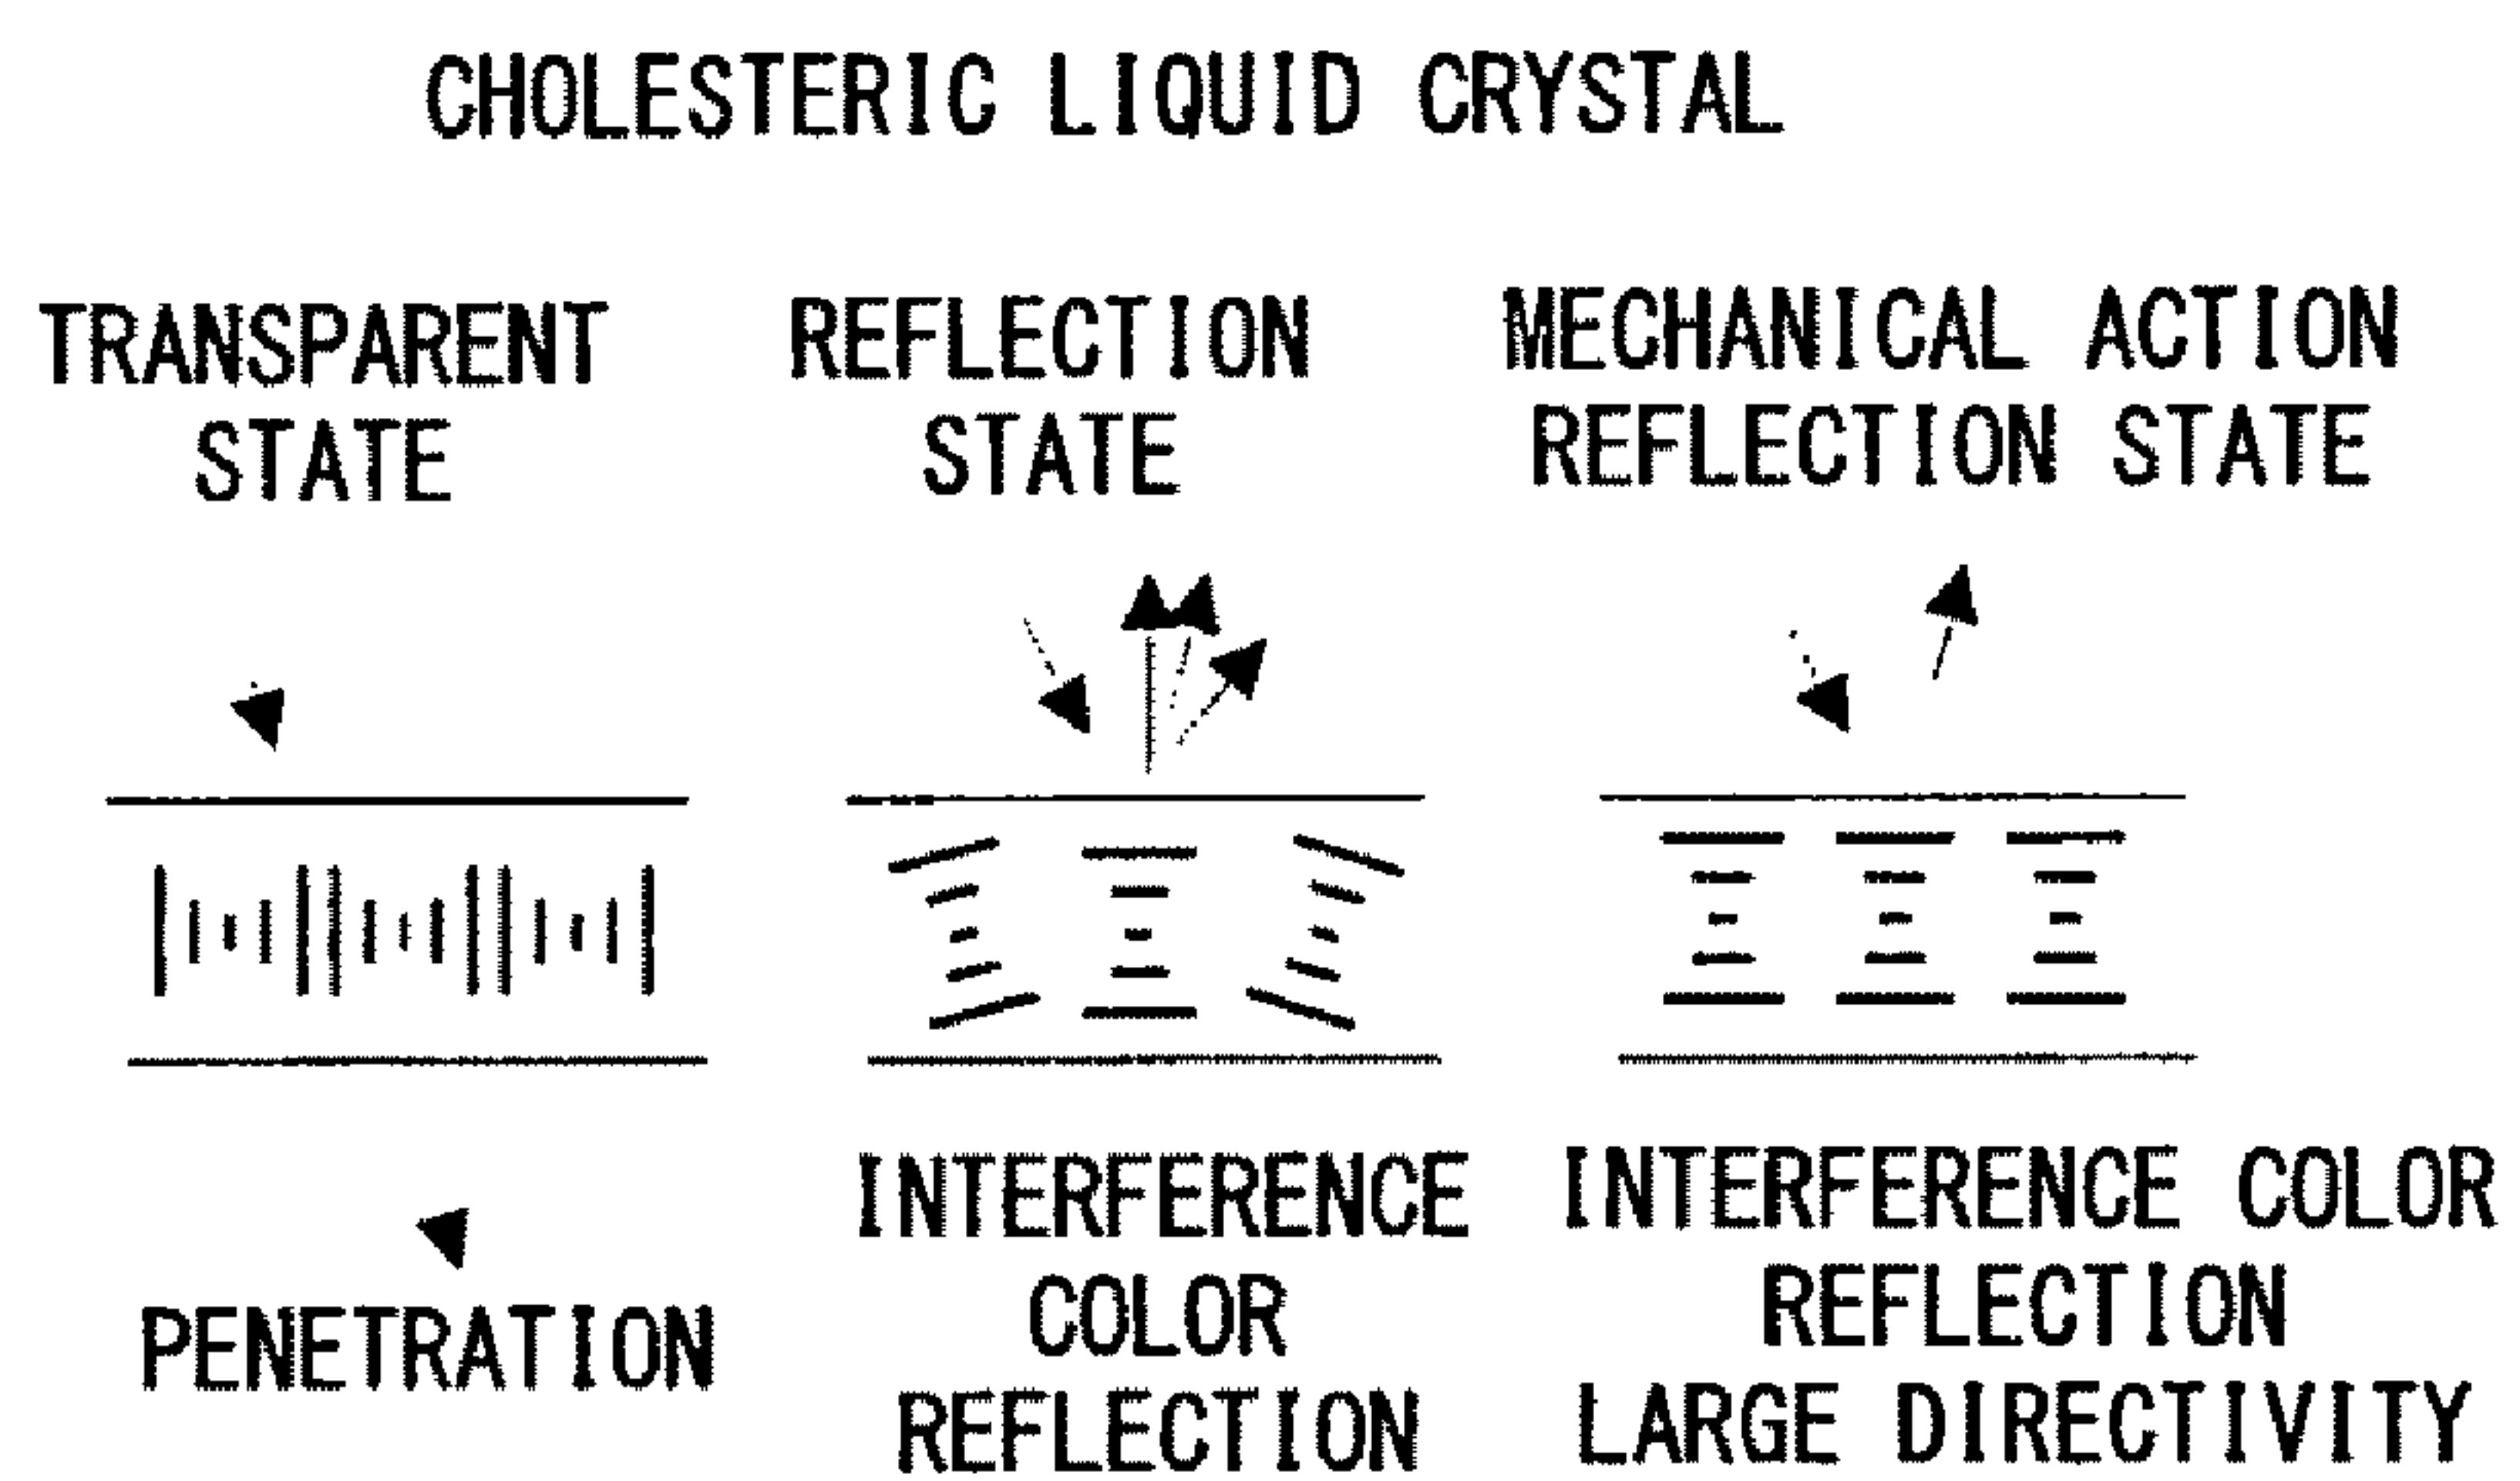 CHOLESTERIC LIQUID CRYSTAL
TRANSPARENT
STATE
REFLECTION
STATE
MECHANICAL ACTION
REFLECTION STATE
PENETRATION
INTERFERENCE
COLOR
REFLECTION
INTERFERENCE COLOR
REFLECTION
LARGE DIRECTIVITY